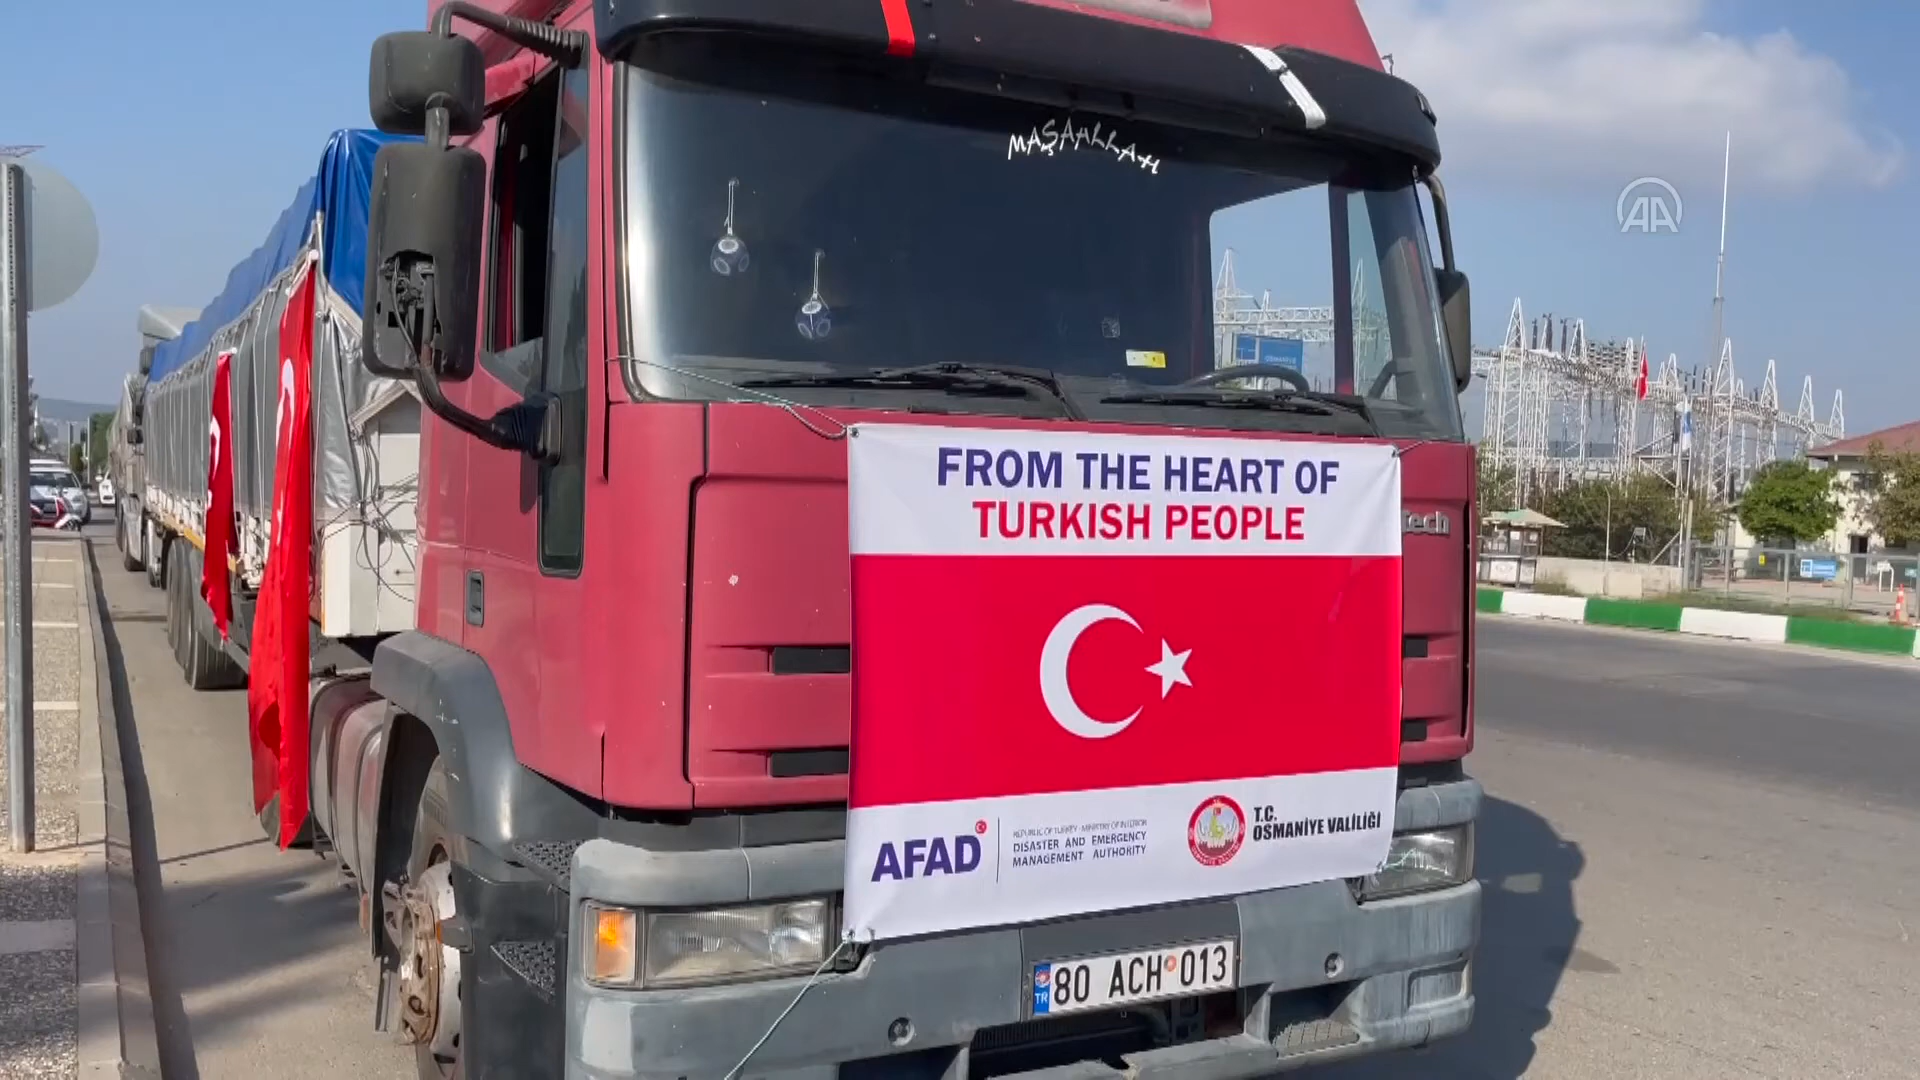 MAŞAALLAH
AA
FROM THE HEART OF
TURKISH PEOPLE
tech
AFAD
REPUBLIC OF TURKEY - MINISTRY OF INTERIOR
DISASTER AND EMERGENCY
MANAGEMENT AUTHORITY
T.C.
OSMANİYE VALİLİĞİ
TR
80 ACH 013